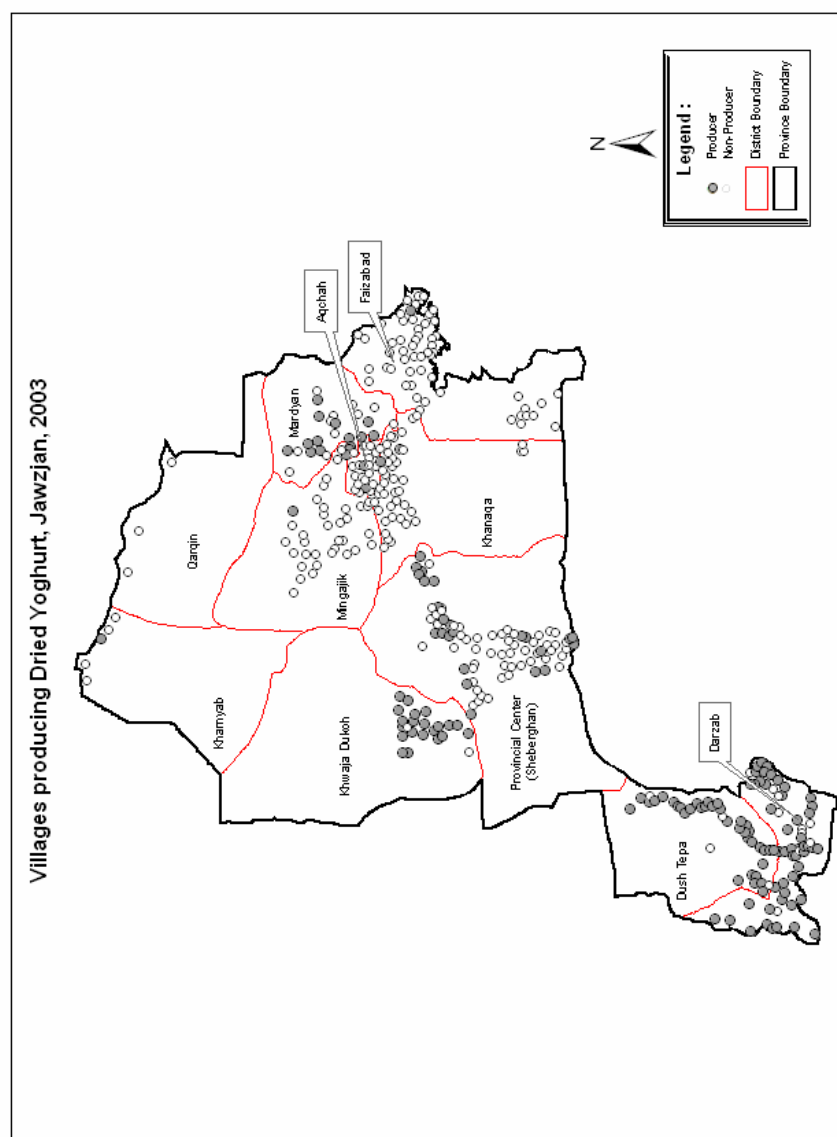 Villages producing Dried Yoghurt, Jawzjan, 2003
N
Legend :
Producer
Non-Producer
District Boundary
Province Boundary
Qarqin
Khamyab
Mardyan
Aqchah
Faizabad
Mingajik
Khwaja Dukoh
Khanaqa
Provincial Center
(Sheberghan)
Darzab
Dush Tepa